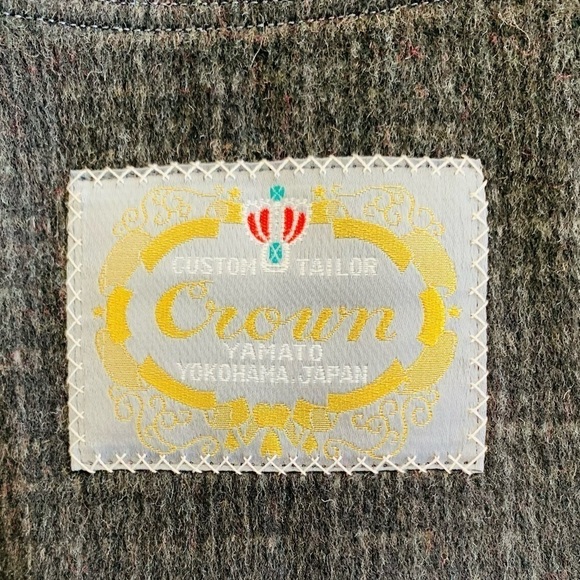 CUSTOM TAILOR
Crown
YAMATO
YOKOHAMA, JAPAN